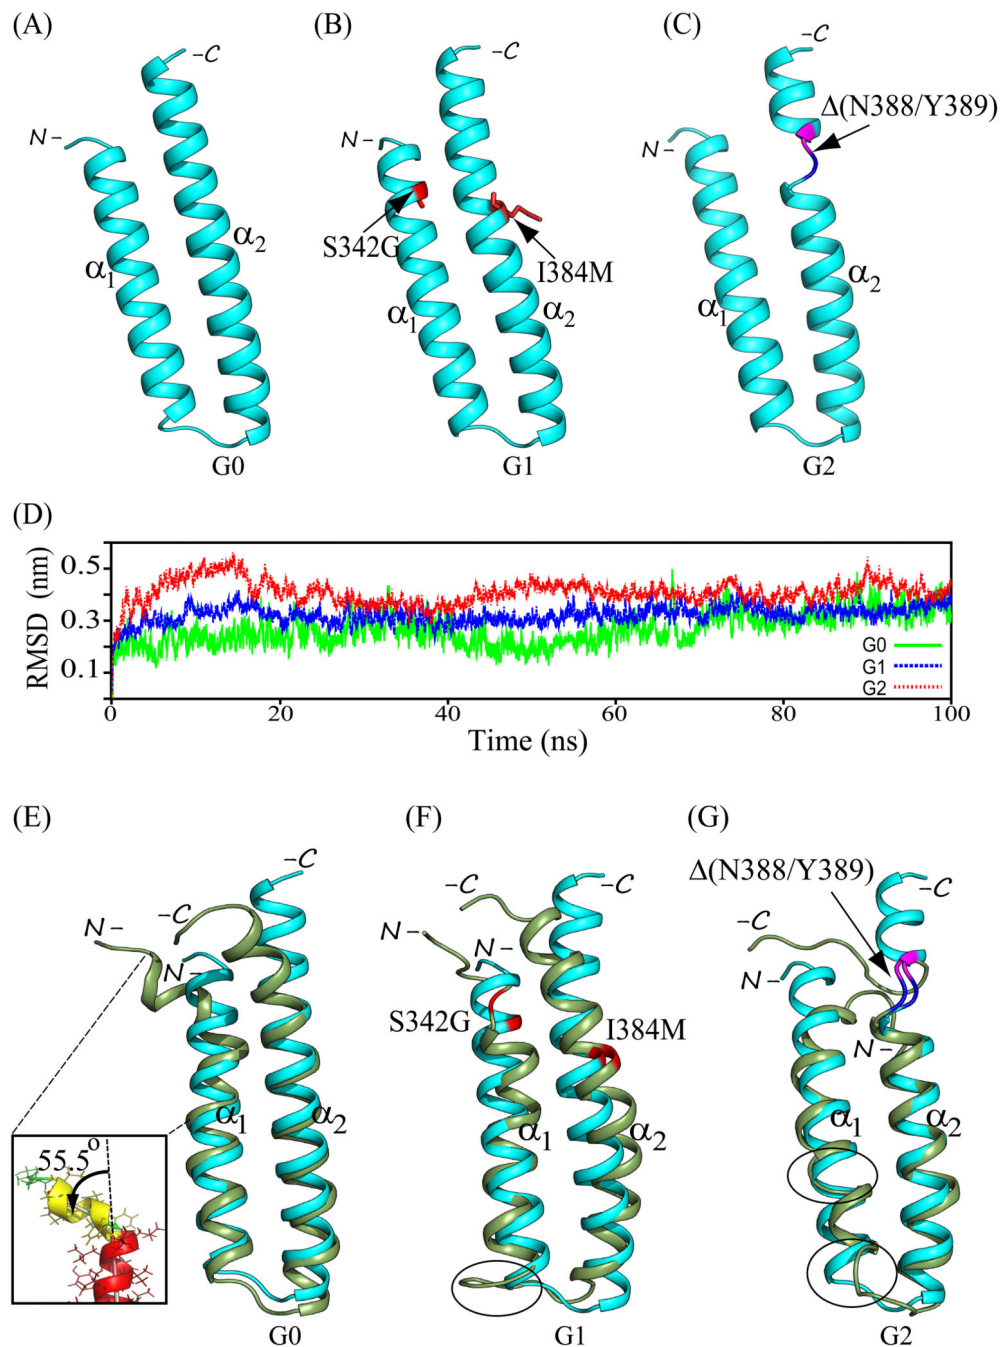 (A)
(B)
(C)
-C
-C
-C
Δ(N388/Y389)
N-
N-
N-
S342G
I384M
α1
α2
α1
α2
α1
α2
G0
G1
G2
(D)
RMSD (nm)
0.5
0.3
0.1
G0
G1
G2
0
20
40
60
80
100
Time (ns)
(E)
(F)
(G)
-C
-C
N-
N-
-C
-C
N-
N-
Δ(N388/Y389)
-C
-C
N-
N-
S342G
I384M
α1
α2
α1
α2
α1
α2
55.5°
G0
G1
G2